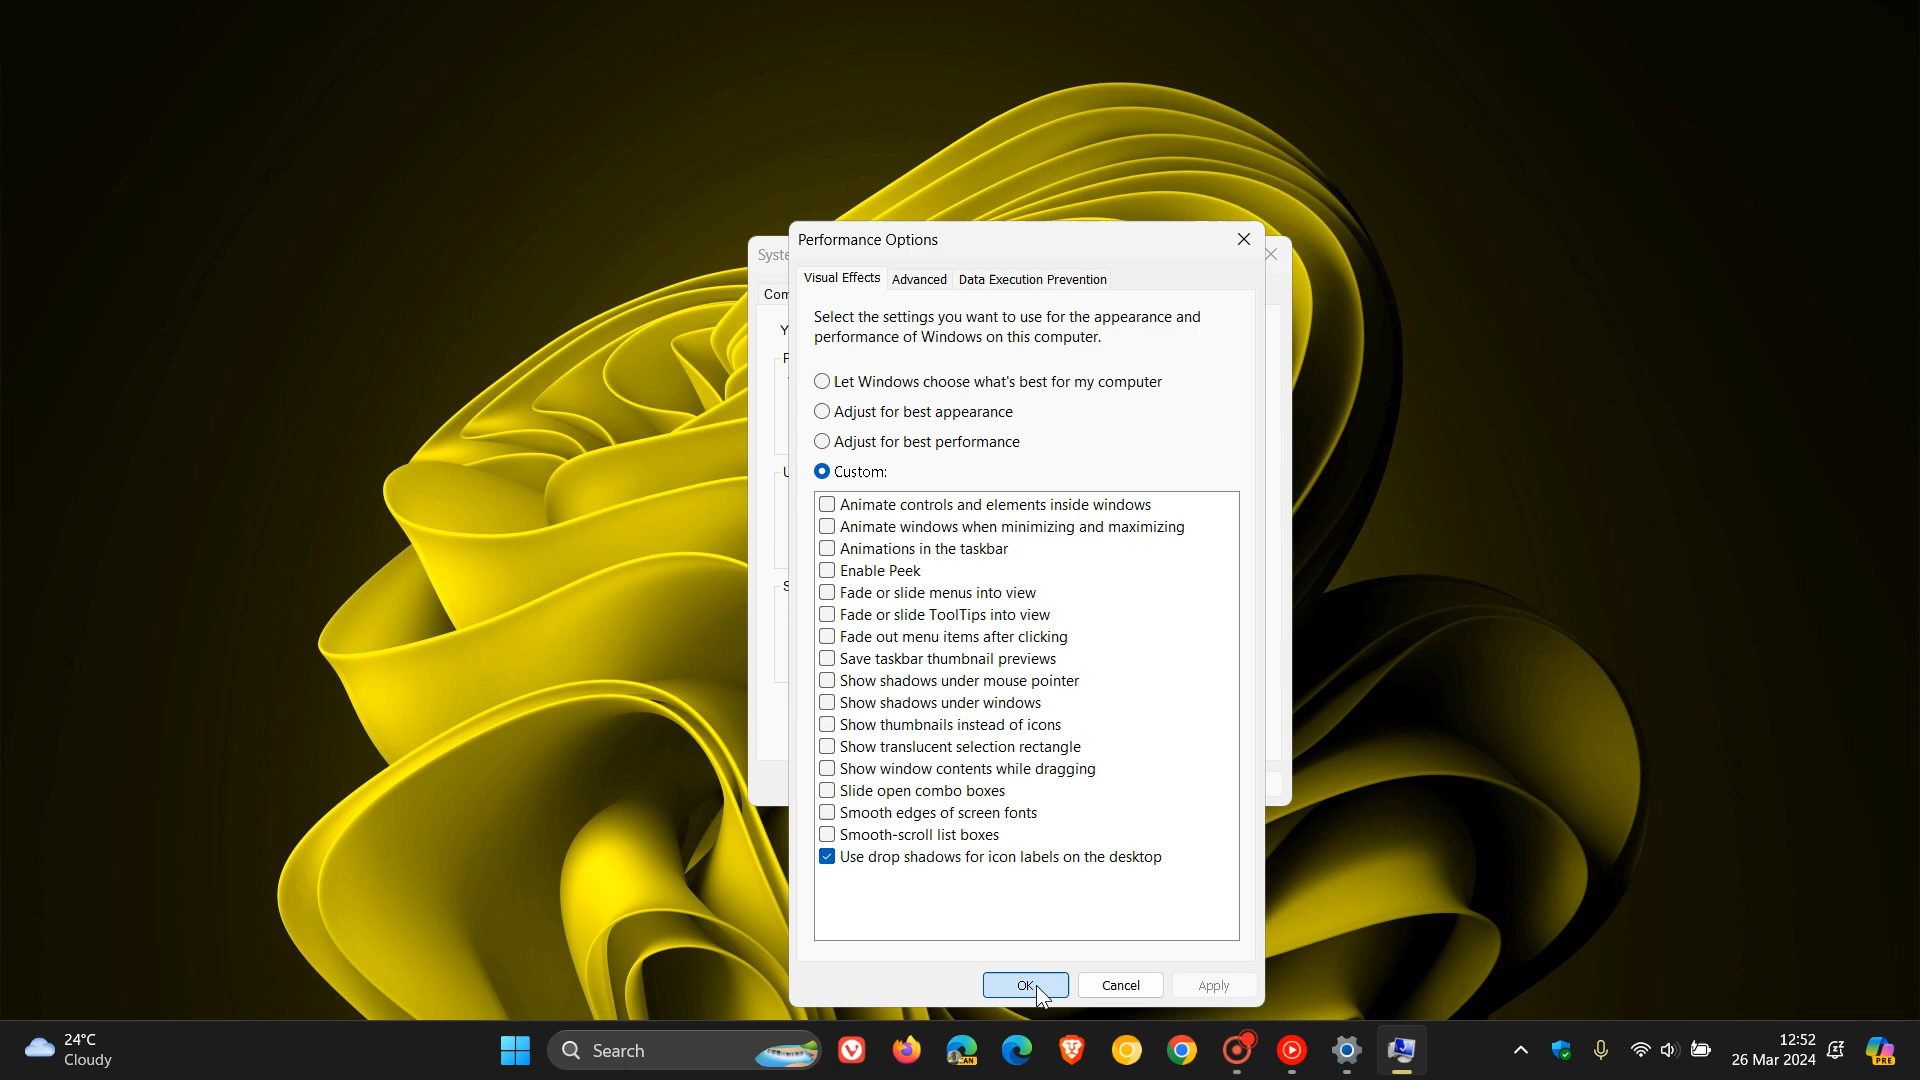 Performance Options
Syste
Visual Effects
Advanced
Data Execution Prevention
Com
Select the settings you want to use for the appearance and
performance of Windows on this computer.
Y
Let Windows choose what's best for my computer
Adjust for best appearance
Adjust for best performance
Custom:
Animate controls and elements inside windows
Animate windows when minimizing and maximizing
Animations in the taskbar
Enable Peek
Fade or slide menus into view
Fade or slide ToolTips into view
Fade out menu items after clicking
Save taskbar thumbnail previews
Show shadows under mouse pointer
Show shadows under windows
Show thumbnails instead of icons
Show translucent selection rectangle
Show window contents while dragging
Slide open combo boxes
Smooth edges of screen fonts
Smooth-scroll list boxes
Use drop shadows for icon labels on the desktop
OK
Cancel
Apply
24°C
Cloudy
Search
CAN
12:52
26 Mar 2024
PRE